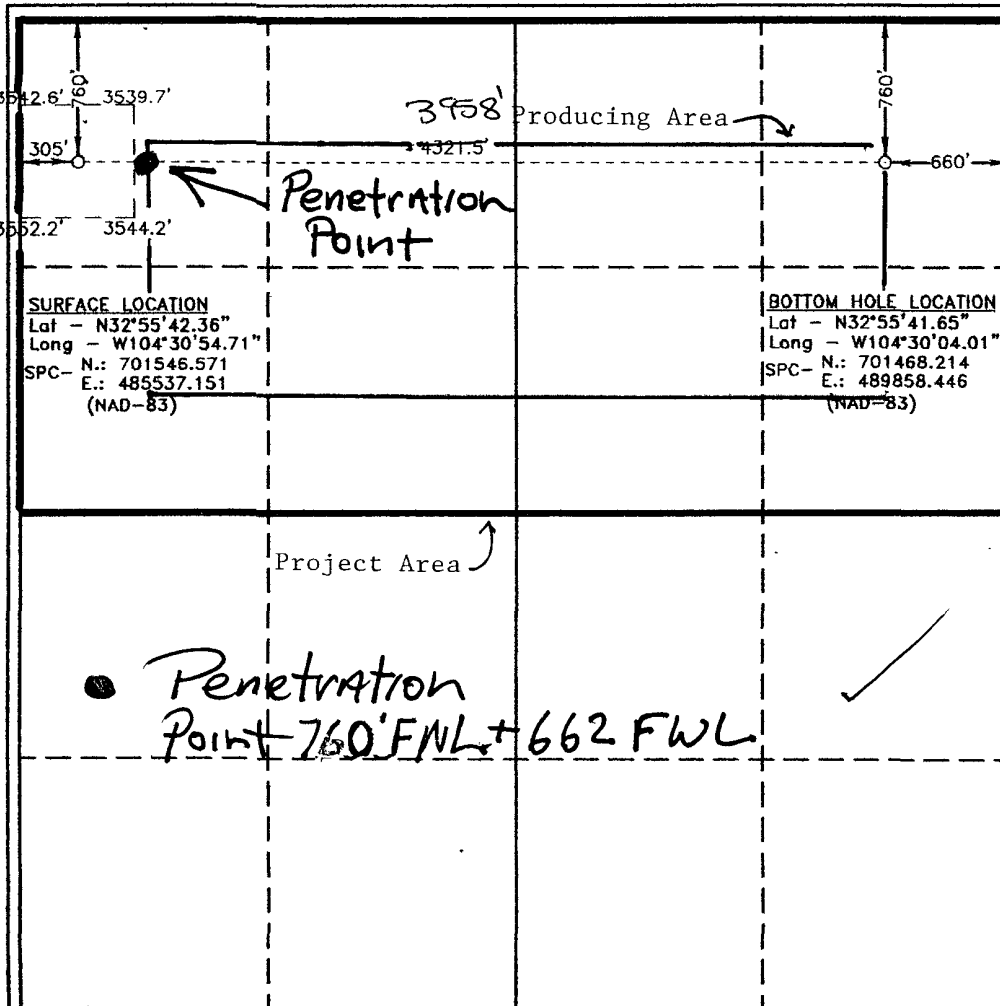 760'
760'
3542.6' 3539.7'
3958' Producing Area
305'
4321.5'
660'
Penetration
Point
3552.2' 3544.2'
SURFACE LOCATION
Lat - N32°55'42.36"
Long - W104°30'54.71"
SPC- N.: 701546.571
E.: 485537.151
(NAD-83)
BOTTOM HOLE LOCATION
Lat - N32°55'41.65"
Long - W104°30'04.01"
SPC- N.: 701468.214
E.: 489858.446
(NAD-83)
Project Area
Penetration
Point 760' FNL + 662 FWL